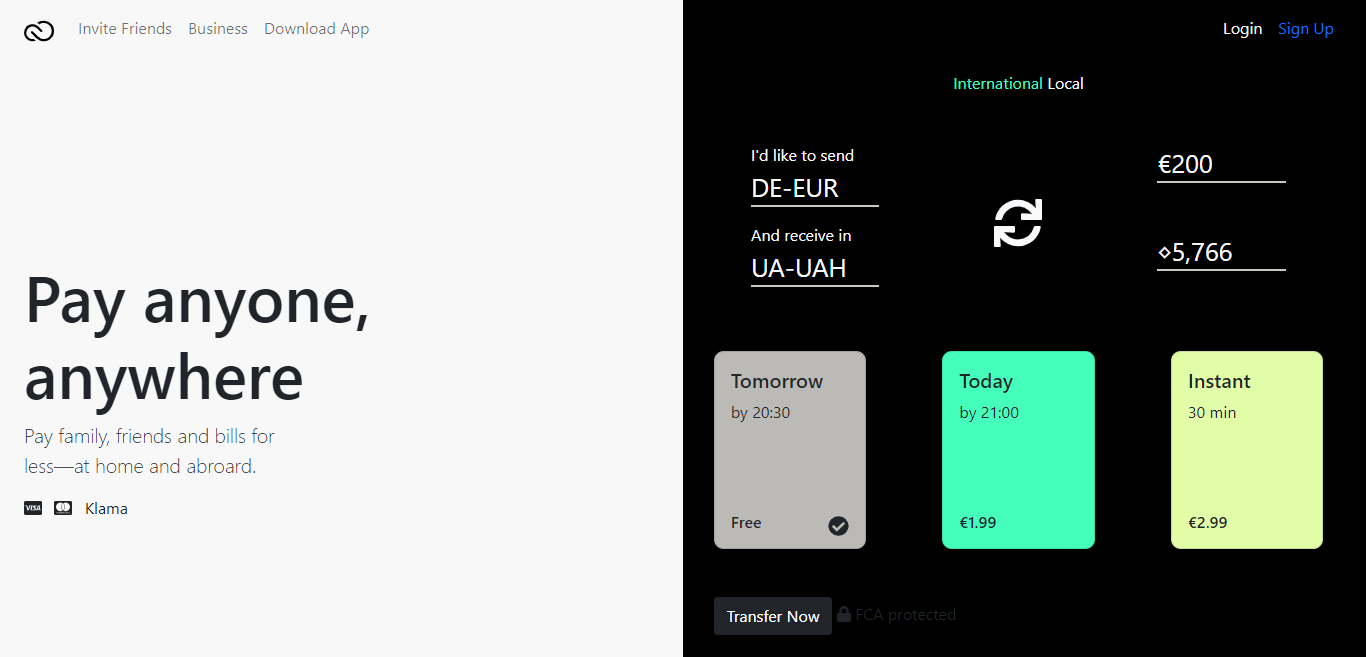 Invite Friends Business Download App
Pay anyone,
anywhere
Pay family, friends and bills for
less—at home and abroard.
VISA Klama
Login Sign Up
International Local
I'd like to send
DE-EUR
€200
And receive in
UA-UAH
⋄5,766
Tomorrow
by 20:30
Free
Today
by 21:00
€1.99
Instant
30 min
€2.99
Transfer Now FCA protected